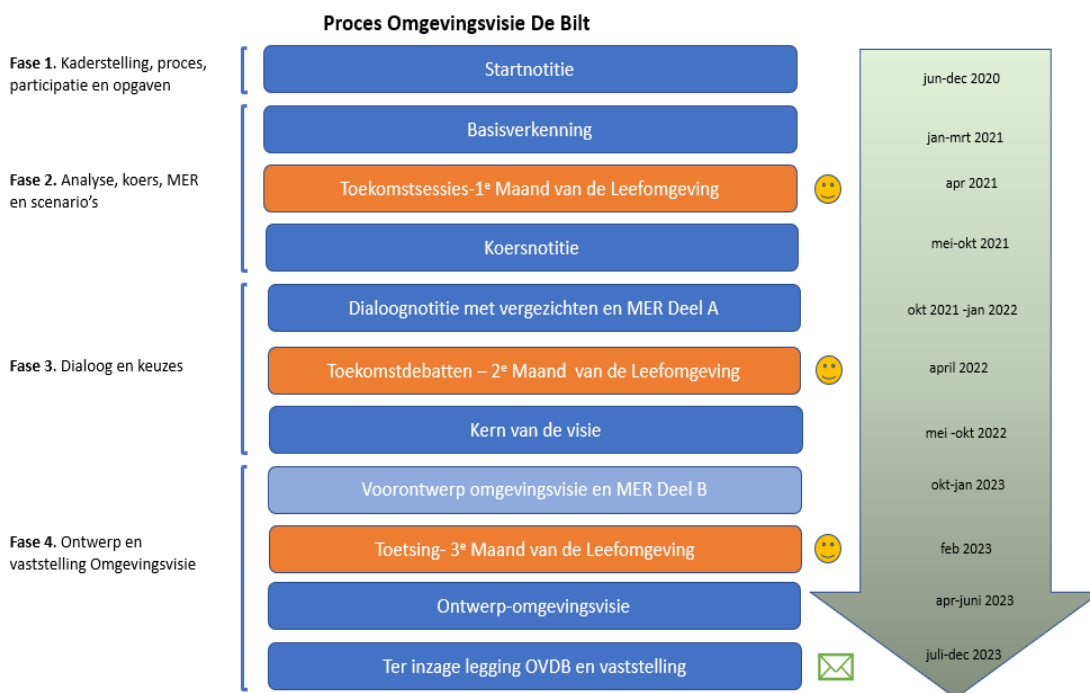 Proces Omgevingsvisie De Bilt
Fase 1. Kaderstelling, proces,
participatie en opgaven
Startnotitie
jun-dec 2020
Fase 2. Analyse, koers, MER
en scenario's
Basisverkenning
jan-mrt 2021
Toekomstsessies-1e Maand van de Leefomgeving
apr 2021
Koersnotitie
mei-okt 2021
Fase 3. Dialoog en keuzes
Dialoognotitie met vergezichten en MER Deel A
okt 2021 -jan 2022
Toekomstdebatten – 2e Maand van de Leefomgeving
april 2022
Kern van de visie
mei -okt 2022
Fase 4. Ontwerp en
vaststelling Omgevingsvisie
Voorontwerp omgevingsvisie en MER Deel B
okt-jan 2023
Toetsing- 3e Maand van de Leefomgeving
feb 2023
Ontwerp-omgevingsvisie
apr-juni 2023
Ter inzage legging OVDB en vaststelling
juli-dec 2023